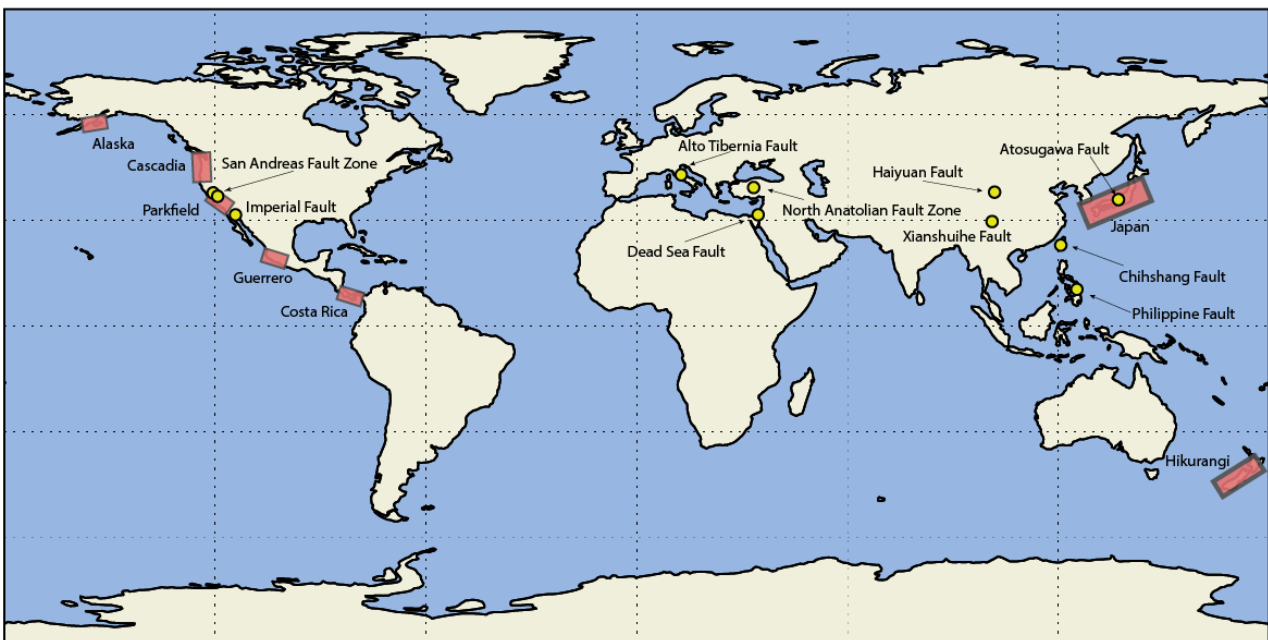 Alaska
Cascadia
San Andreas Fault Zone
Parkfield
Imperial Fault
Guerrero
Costa Rica
Alto Tibernia Fault
North Anatolian Fault Zone
Dead Sea Fault
Haiyuan Fault
Xianshuihe Fault
Atosugawa Fault
Japan
Chihshang Fault
Philippine Fault
Hikurangi